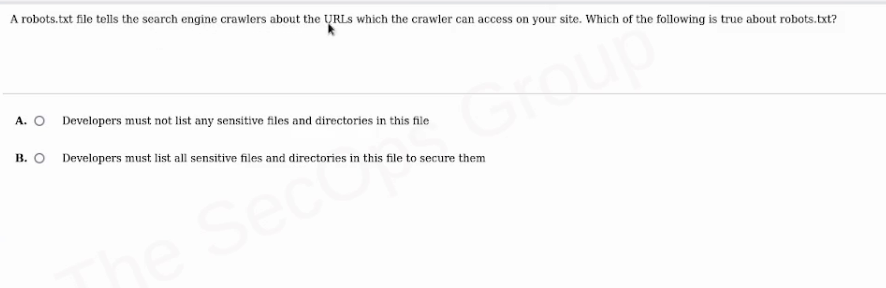 A robots.txt file tells the search engine crawlers about the URLs which the crawler can access on your site. Which of the following is true about robots.txt?
A. Developers must not list any sensitive files and directories in this file
B. Developers must list all sensitive files and directories in this file to secure them
The SecOps Group